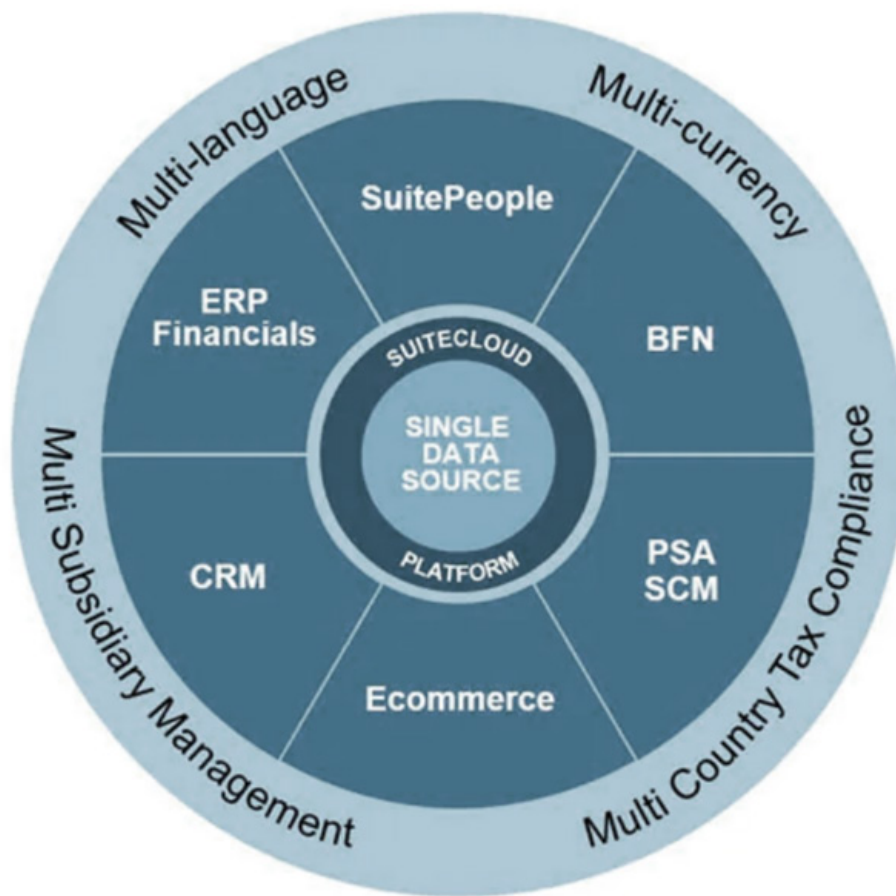 Multi-language
Multi-currency
SuitePeople
ERP
Financials
BFN
SUITECLOUD
SINGLE
DATA
SOURCE
PLATFORM
CRM
PSA
SCM
Ecommerce
Multi Subsidiary Management
Multi Country Tax Compliance